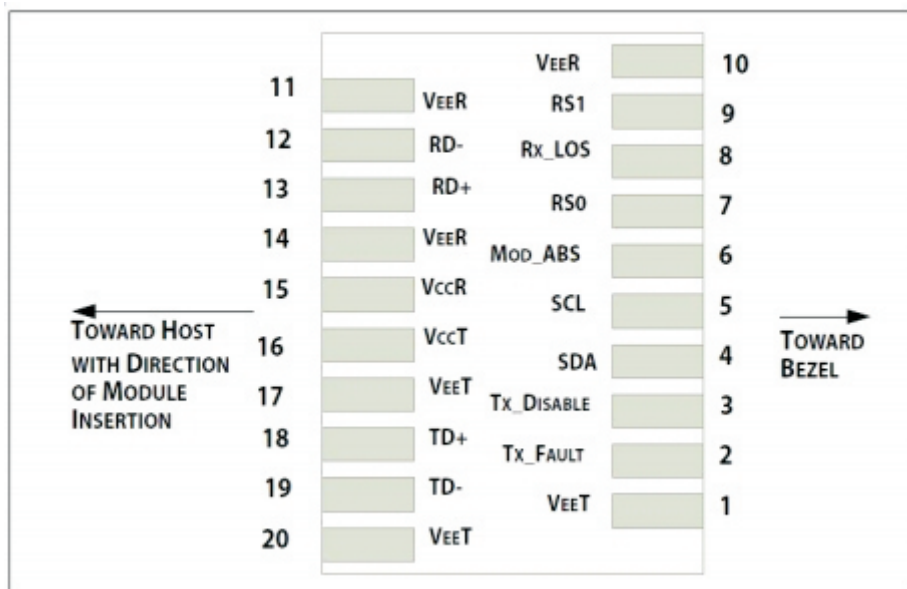 VEER 10
11 VEER
RS1 9
12 RD-
RX_LOS 8
13 RD+
RS0 7
14 VEER
MOD_ABS 6
15 VCCR
SCL 5
TOWARD HOST
WITH DIRECTION
OF MODULE
INSERTION
TOWARD
BEZEL
16 VCCT
SDA 4
17 VEET
TX_DISABLE 3
18 TD+
TX_FAULT 2
19 TD-
VEET 1
20 VEET